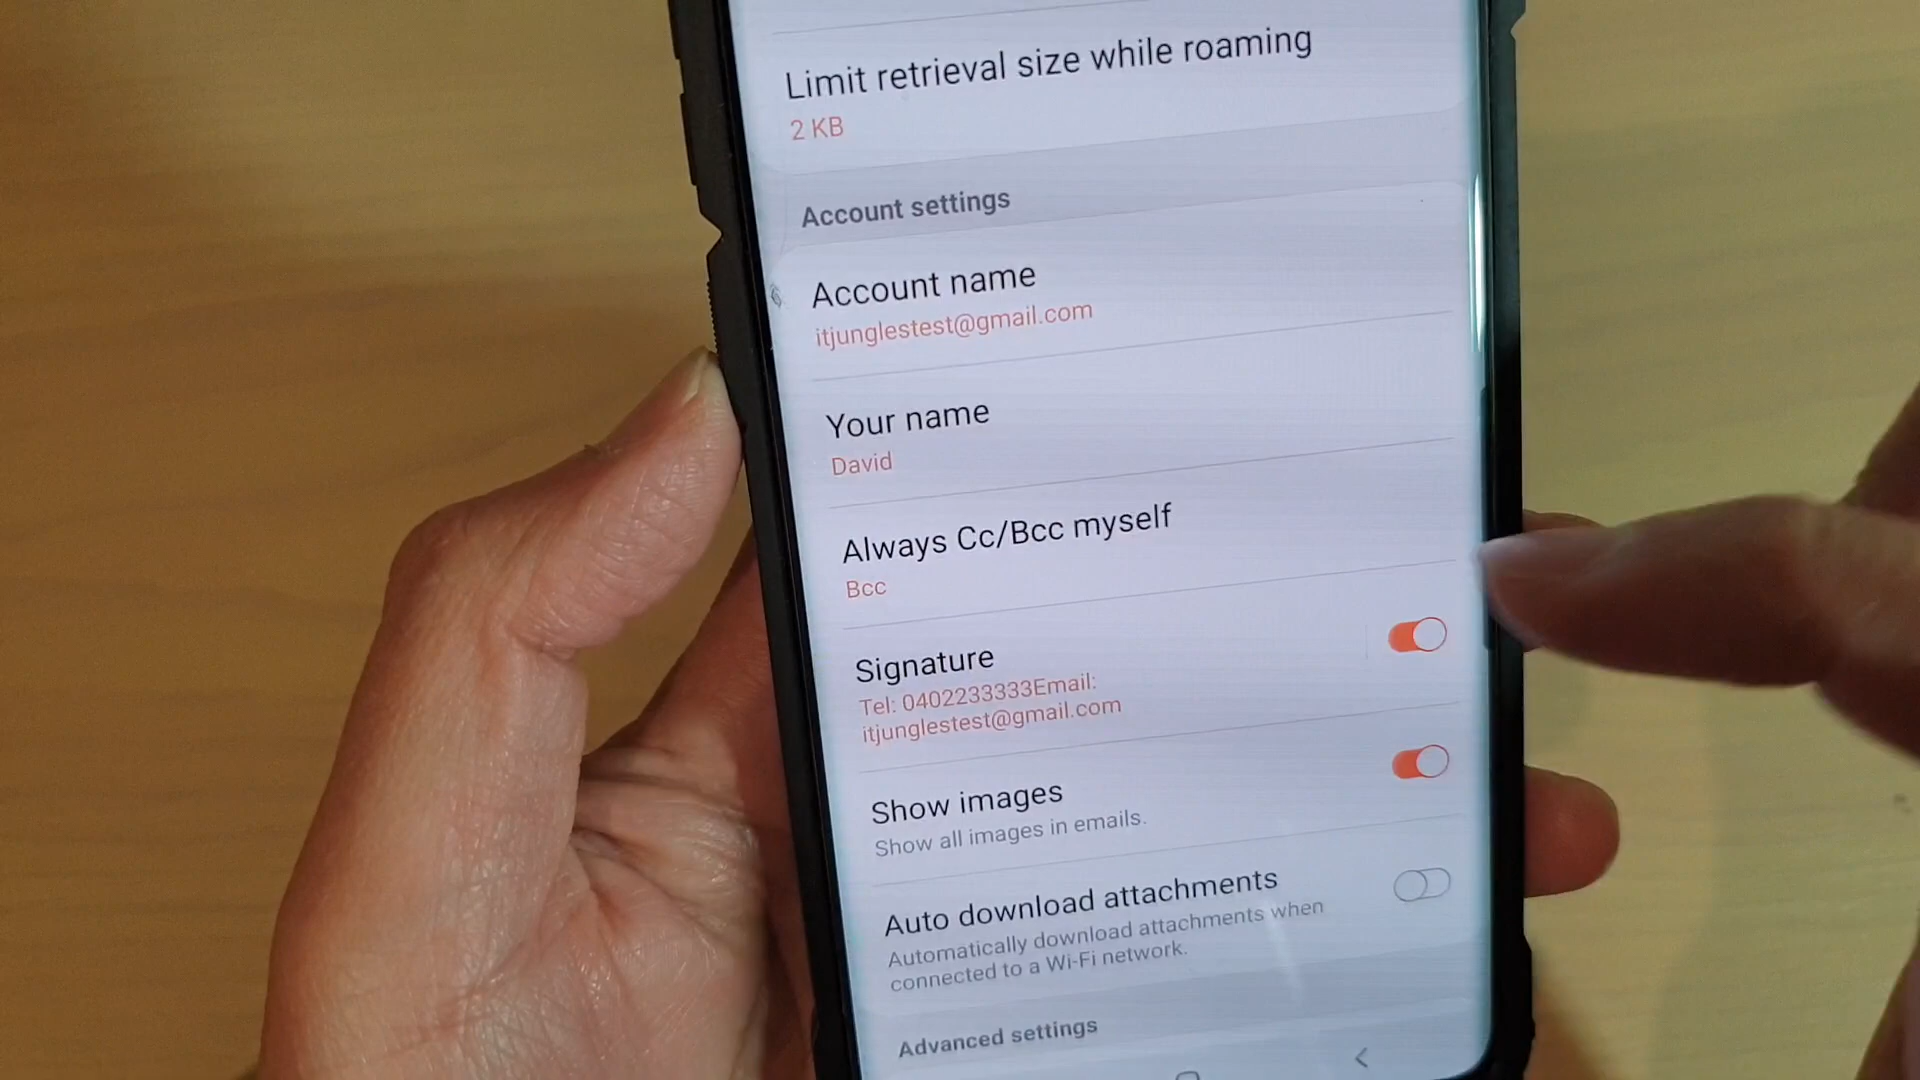 Limit retrieval size while roaming
2 KB
Account settings
Account name
itjunglestest@gmail.com
Your name
David
Always Cc/Bcc myself
Bcc
Signature
Tel: 0402233333Email:
itjunglestest@gmail.com
Show images
Show all images in emails.
Auto download attachments
Automatically download attachments when
connected to a Wi-Fi network.
Advanced settings